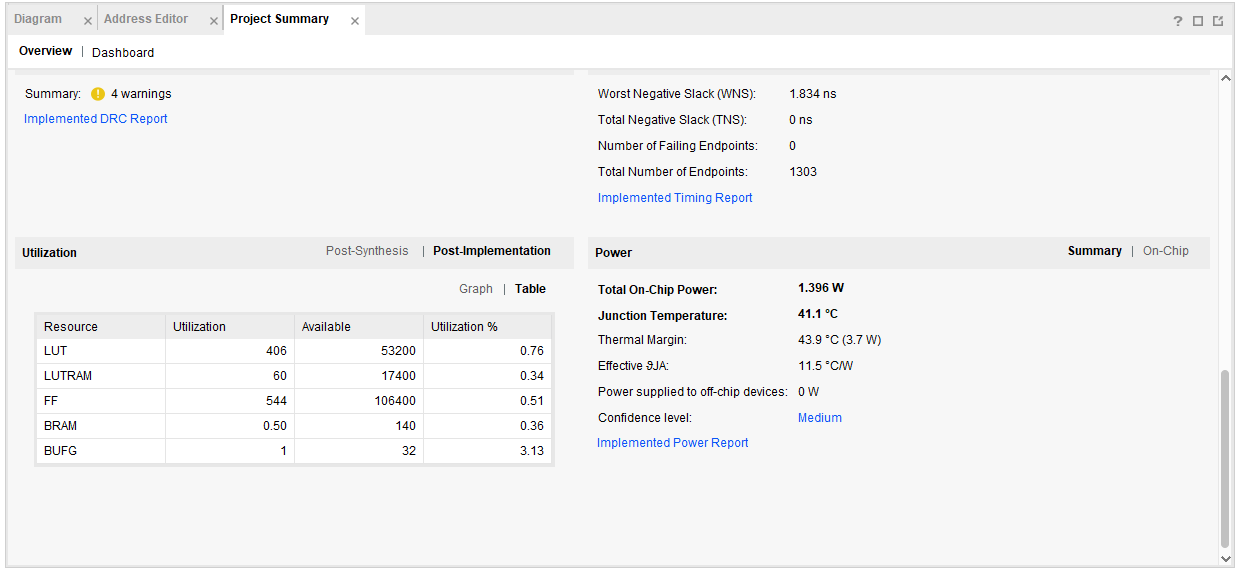 Diagram Address Editor Project Summary ?
Overview | Dashboard
Summary: 4 warnings
Implemented DRC Report
Worst Negative Slack (WNS): 1.834 ns
Total Negative Slack (TNS): 0 ns
Number of Failing Endpoints: 0
Total Number of Endpoints: 1303
Implemented Timing Report
Utilization Post-Synthesis | Post-Implementation
Graph | Table
Resource Utilization Available Utilization %
LUT 406 53200 0.76
LUTRAM 60 17400 0.34
FF 544 106400 0.51
BRAM 0.50 140 0.36
BUFG 1 32 3.13
Power Summary | On-Chip
Total On-Chip Power: 1.396 W
Junction Temperature: 41.1 °C
Thermal Margin: 43.9 °C (3.7 W)
Effective ϑJA: 11.5 °C/W
Power supplied to off-chip devices: 0 W
Confidence level: Medium
Implemented Power Report